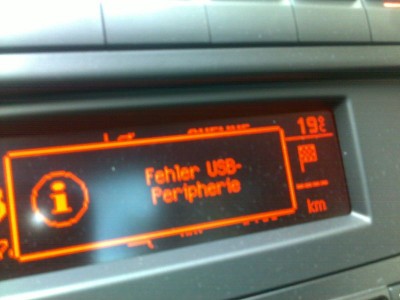 19°C
Fehler USB-
Peripherie
----
km